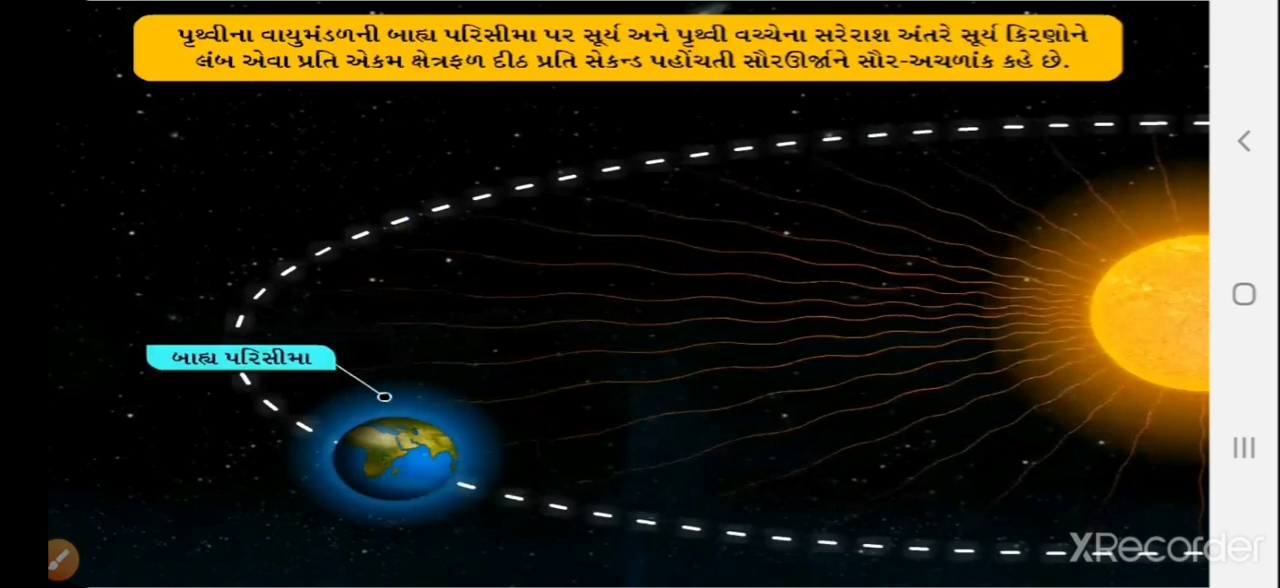 પૃથ્વીના વાયુમંડળની બાહ્ય પરિસીમા પર સૂર્ય અને પૃથ્વી વચ્ચેના સરેરાશ અંતરે સૂર્ય કિરણોને
લંબ એવા પ્રતિ એકમ ક્ષેત્રફળ દીઠ પ્રતિ સેકન્ડ પહોંચતી સૌરઊર્જાને સૌર-અચળાંક કહે છે.
બાહ્ય પરિસીમા
XRecorder